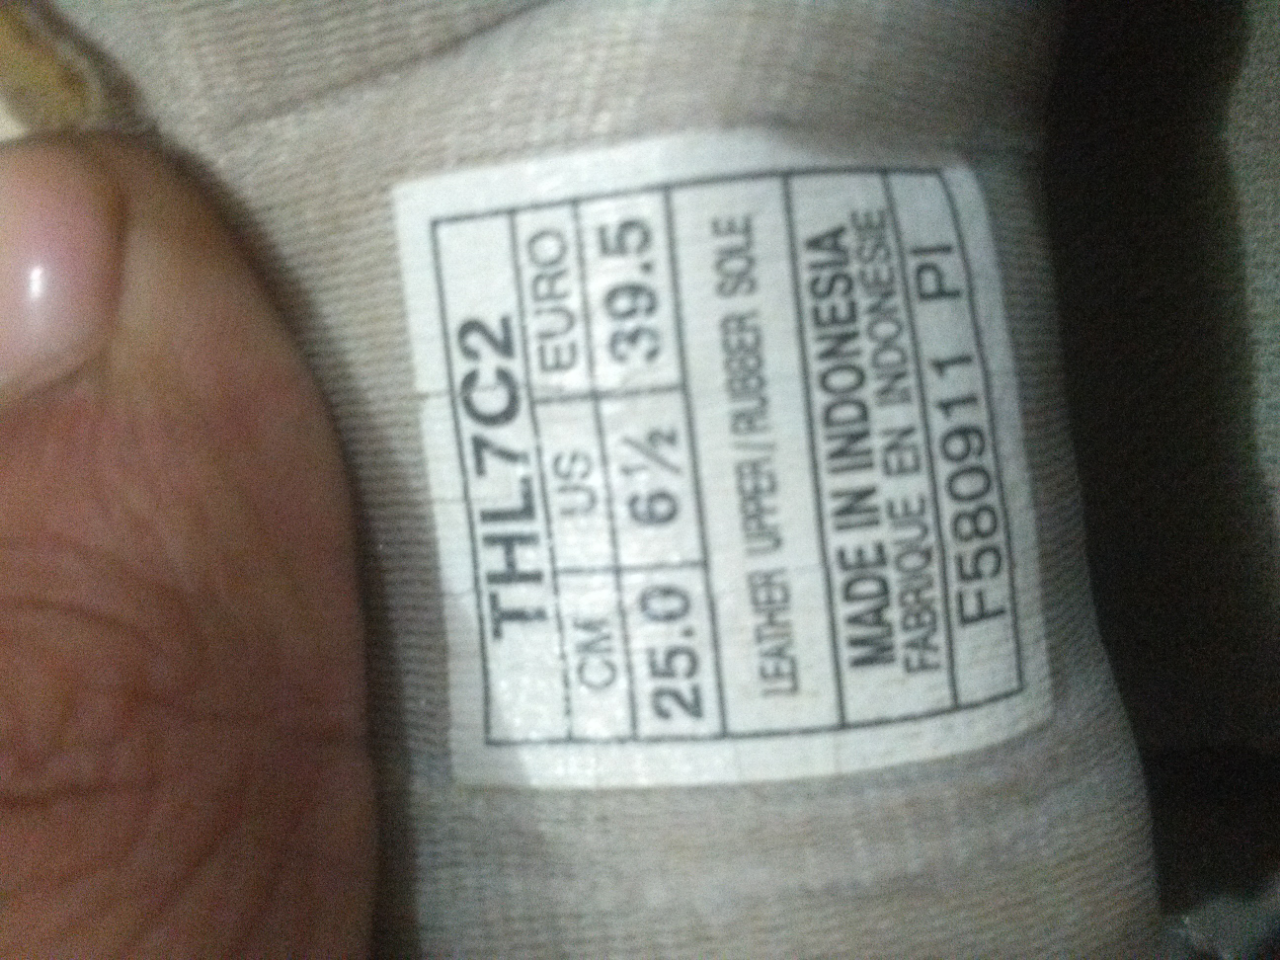 THL7C2
CM US EURO
25.0 6½ 39.5
LEATHER UPPER/RUBBER SOLE
MADE IN INDONESIA
FABRIQUE EN INDONESIE
F580911 PI